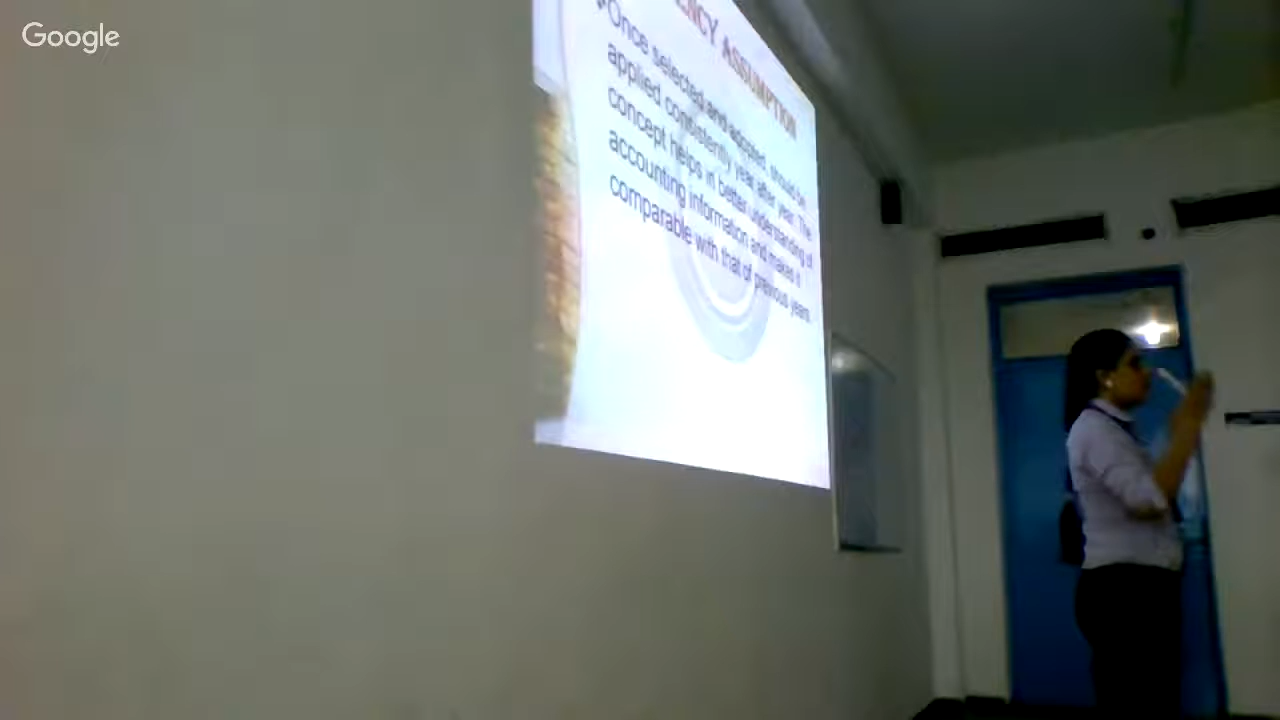 Google
ENCY ASSUMPTION
Once selected and adopted, should be
applied consistently year after year. The
concept helps in better understanding of
accounting information and makes it
comparable with that of previous years